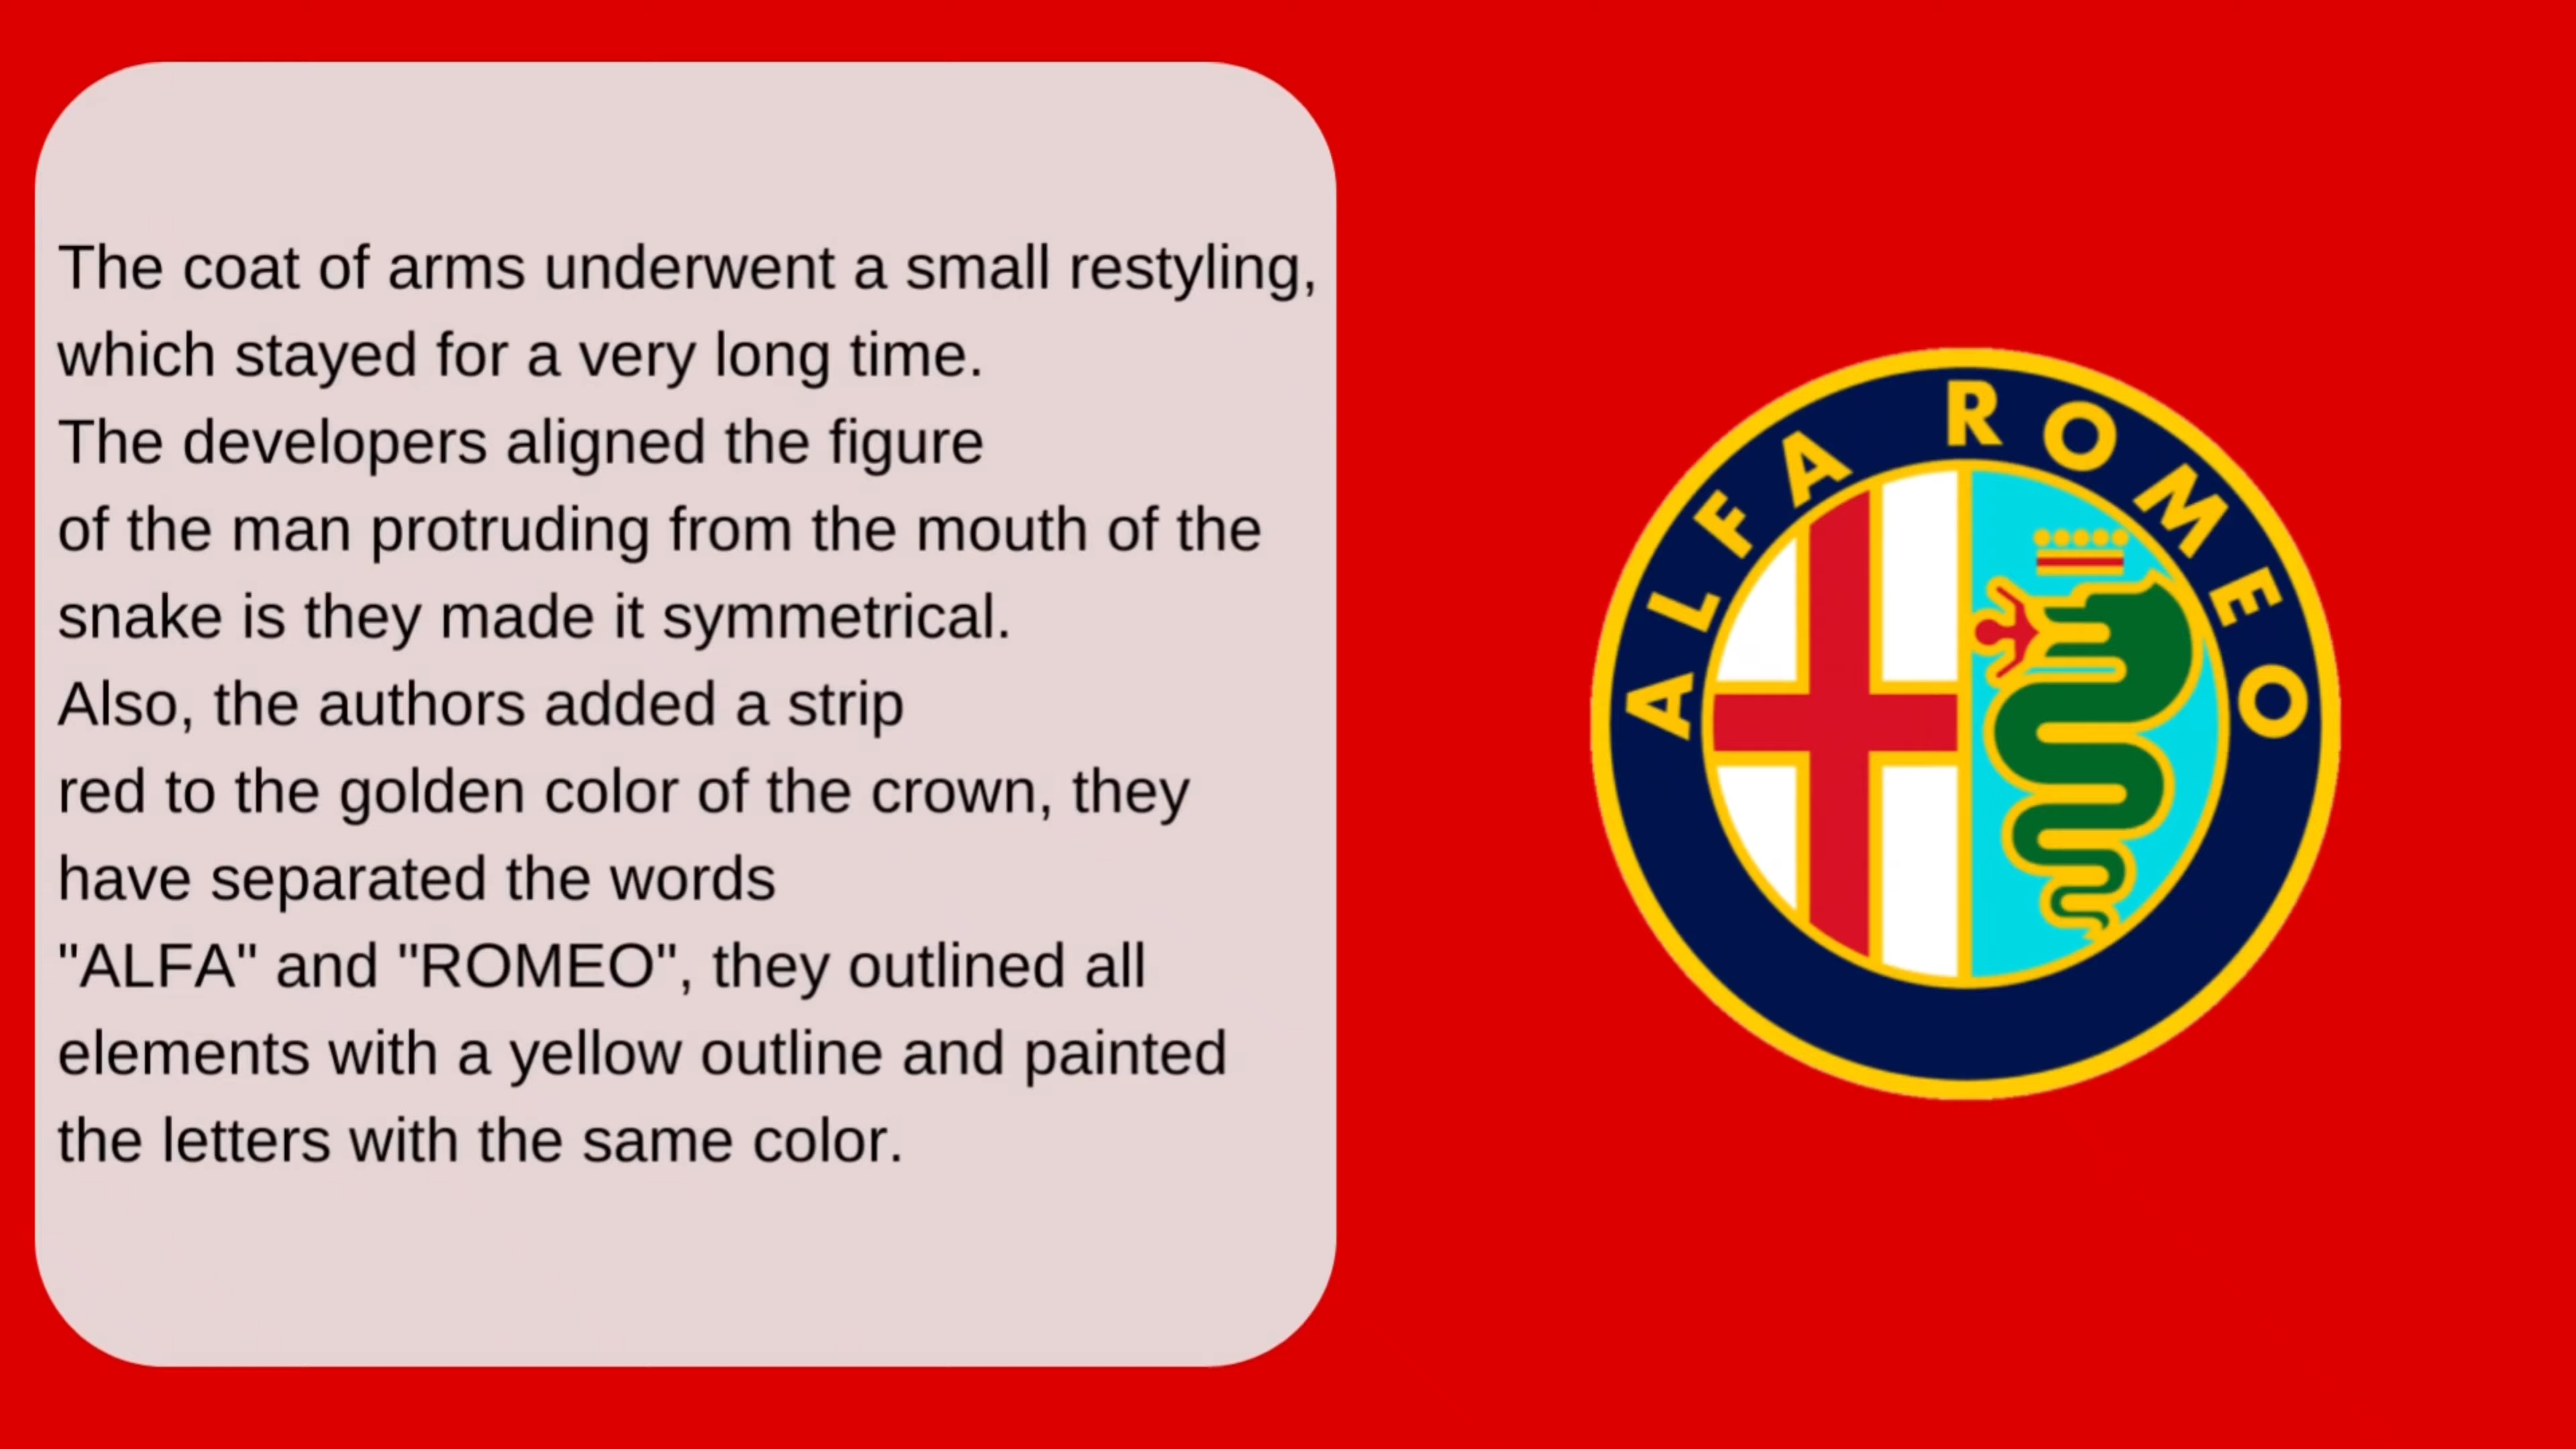 The coat of arms underwent a small restyling,
which stayed for a very long time.
The developers aligned the figure
of the man protruding from the mouth of the
snake is they made it symmetrical.
Also, the authors added a strip
red to the golden color of the crown, they
have separated the words
"ALFA" and "ROMEO", they outlined all
elements with a yellow outline and painted
the letters with the same color.
ALFA ROMEO